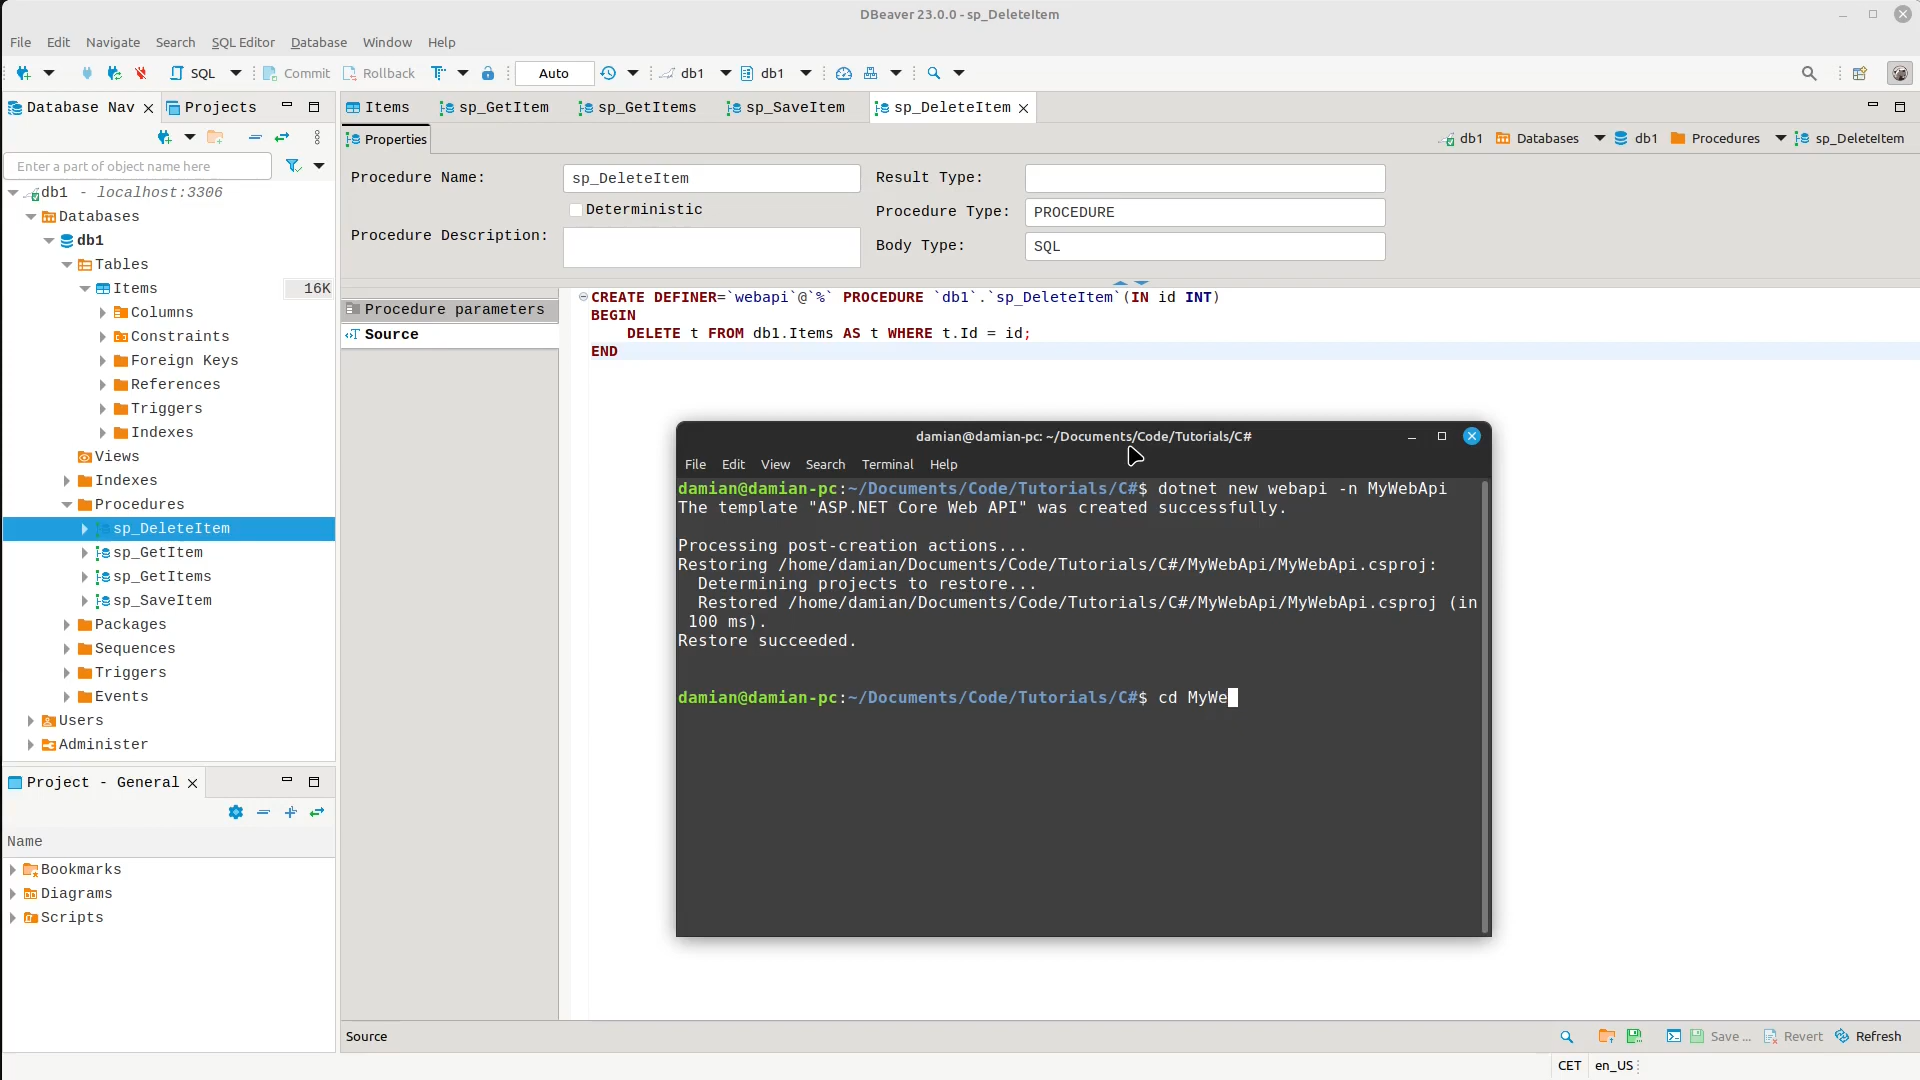 DBeaver 23.0.0 - sp_DeleteItem
File Edit Navigate Search SQL Editor Database Window Help
SQL Commit Rollback Auto db1 db1
Database Nav Projects
Items sp_GetItem sp_GetItems sp_SaveItem sp_DeleteItem
Properties
db1 Databases db1 Procedures sp_DeleteItem
Enter a part of object name here
db1 - localhost:3306
Databases
db1
Tables
Items 16K
Columns
Constraints
Foreign Keys
References
Triggers
Indexes
Views
Indexes
Procedures
sp_DeleteItem
sp_GetItem
sp_GetItems
sp_SaveItem
Packages
Sequences
Triggers
Events
Users
Administer
Project - General
Name
Bookmarks
Diagrams
Scripts
Procedure Name: sp_DeleteItem
Deterministic
Procedure Description:
Result Type:
Procedure Type: PROCEDURE
Body Type: SQL
Procedure parameters
Source
CREATE DEFINER=`webapi`@`%` PROCEDURE `db1`.`sp_DeleteItem`(IN id INT)
BEGIN
DELETE t FROM db1.Items AS t WHERE t.Id = id;
END
damian@damian-pc: ~/Documents/Code/Tutorials/C#
File Edit View Search Terminal Help
damian@damian-pc:~/Documents/Code/Tutorials/C#$ dotnet new webapi -n MyWebApi
The template "ASP.NET Core Web API" was created successfully.
Processing post-creation actions...
Restoring /home/damian/Documents/Code/Tutorials/C#/MyWebApi/MyWebApi.csproj:
Determining projects to restore...
Restored /home/damian/Documents/Code/Tutorials/C#/MyWebApi/MyWebApi.csproj (in
100 ms).
Restore succeeded.
damian@damian-pc:~/Documents/Code/Tutorials/C#$ cd MyWe
Source
Save ... Revert Refresh
CET en_US